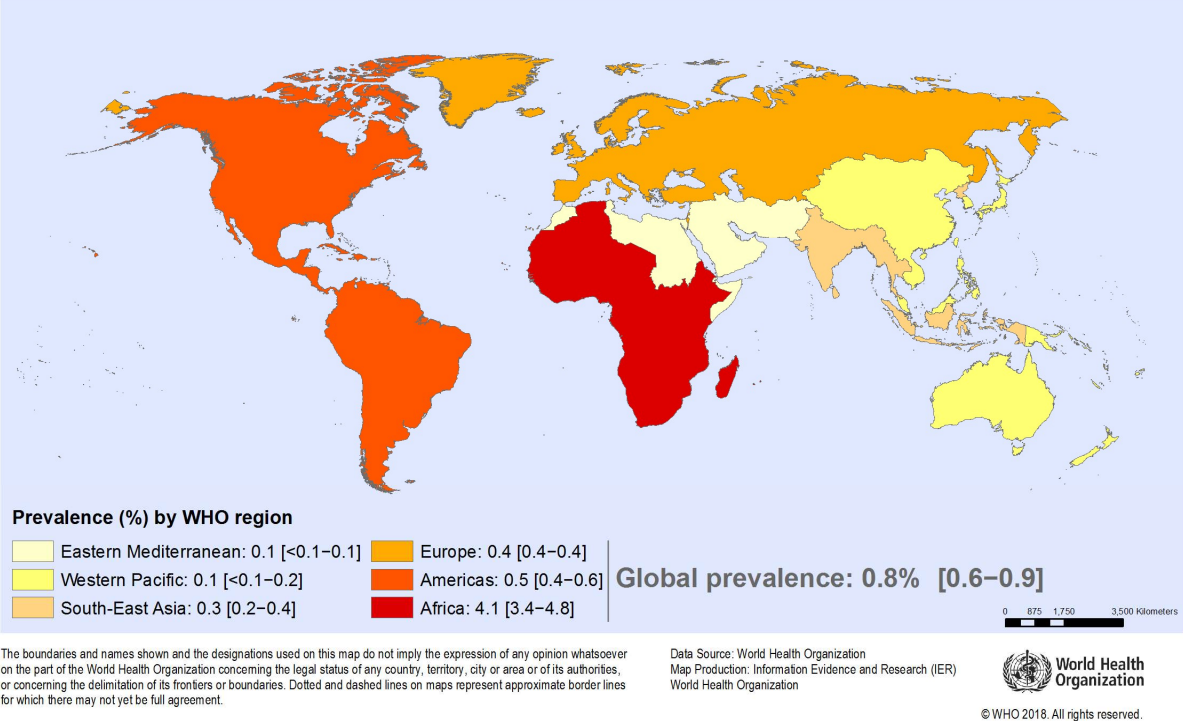 Prevalence (%) by WHO region
Eastern Mediterranean: 0.1 [<0.1–0.1]
Western Pacific: 0.1 [<0.1–0.2]
South-East Asia: 0.3 [0.2–0.4]
Europe: 0.4 [0.4–0.4]
Americas: 0.5 [0.4–0.6]
Africa: 4.1 [3.4–4.8]
Global prevalence: 0.8% [0.6–0.9]
0 875 1,750 3,500 Kilometers
The boundaries and names shown and the designations used on this map do not imply the expression of any opinion whatsoever
on the part of the World Health Organization concerning the legal status of any country, territory, city or area or of its authorities,
or concerning the delimitation of its frontiers or boundaries. Dotted and dashed lines on maps represent approximate border lines
for which there may not yet be full agreement.
Data Source: World Health Organization
Map Production: Information Evidence and Research (IER)
World Health Organization
World Health
Organization
© WHO 2018. All rights reserved.